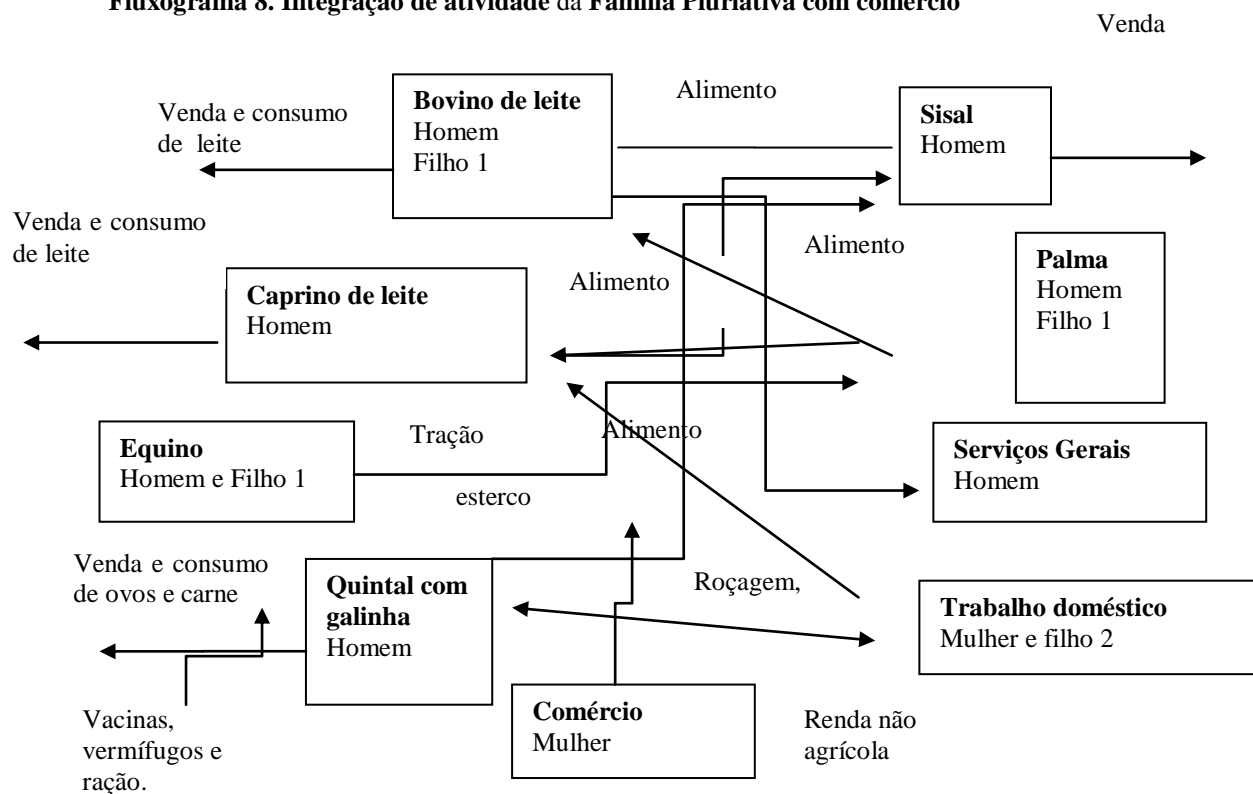 Fluxograma 8. Integração de atividade da Família Pluriativa com comércio
Venda
Bovino de leite
Homem
Filho 1
Alimento
Sisal
Homem
Venda e consumo
de leite
Venda e consumo
de leite
Alimento
Palma
Homem
Filho 1
Caprino de leite
Homem
Alimento
Equino
Homem e Filho 1
Tração
Alimento
Serviços Gerais
Homem
esterco
Venda e consumo
de ovos e carne
Quintal com
galinha
Homem
Roçagem,
Trabalho doméstico
Mulher e filho 2
Vacinas,
vermífugos e
ração.
Comércio
Mulher
Renda não
agrícola